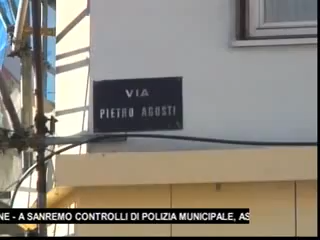 VIA
PIETRO AGOSTI
NE - A SANREMO CONTROLLI DI POLIZIA MUNICIPALE, AS